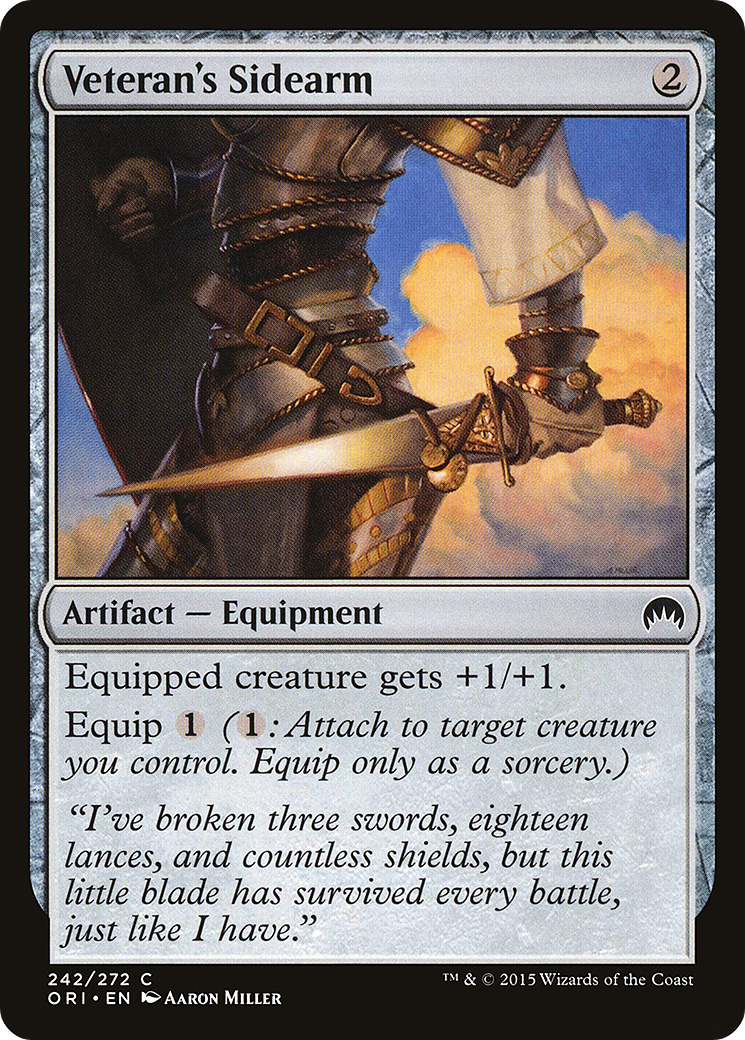 Veteran's Sidearm 2
Artifact — Equipment
Equipped creature gets +1/+1.
Equip 1 (1: Attach to target creature
you control. Equip only as a sorcery.)
"I've broken three swords, eighteen
lances, and countless shields, but this
little blade has survived every battle,
just like I have."
242/272 C
ORI • EN AARON MILLER
™ & © 2015 Wizards of the Coast